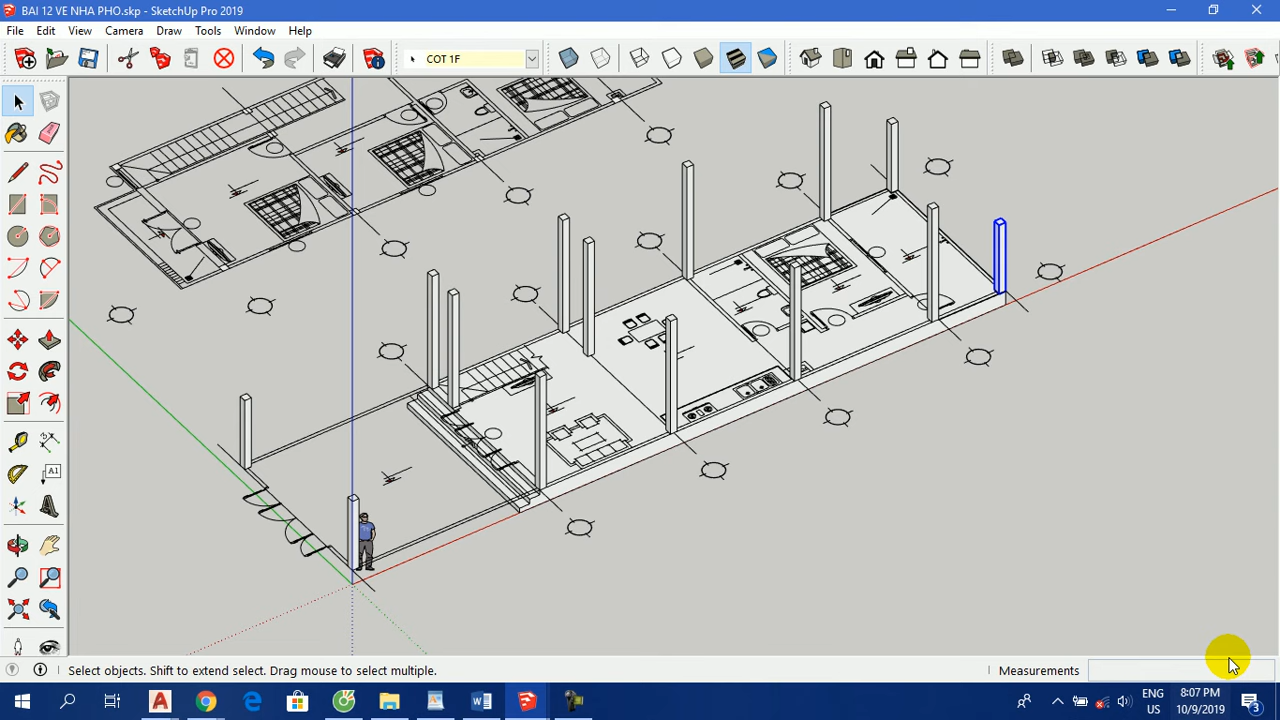 BAI 12 VE NHA PHO.skp - SketchUp Pro 2019
File Edit View Camera Draw Tools Window Help
COT 1F
A1
Select objects. Shift to extend select. Drag mouse to select multiple.
Measurements
ENG
US
8:07 PM
10/9/2019
3